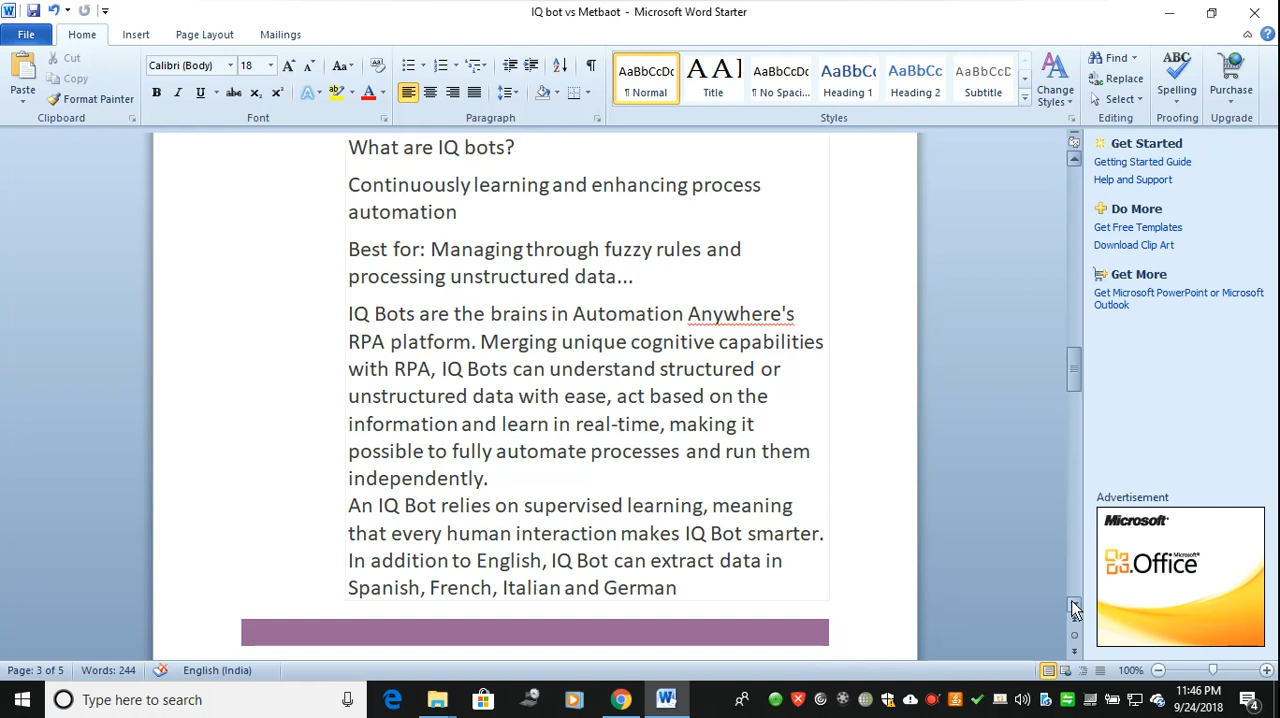 IQ bot vs Metbaot - Microsoft Word Starter
File Home Insert Page Layout Mailings
Paste
Cut
Copy
Format Painter
Clipboard
Calibri (Body) 18
Font
Paragraph
AaBbCcDc AAI AaBbCcDc AaBbCc AaBbCc AaBbCcD
¶ Normal Title ¶ No Spaci... Heading 1 Heading 2 Subtitle
Change
Styles
Styles
Find
Replace
Select
Editing
ABC
Spelling
Proofing
Purchase
Upgrade
What are IQ bots?
Continuously learning and enhancing process
automation
Best for: Managing through fuzzy rules and
processing unstructured data...
IQ Bots are the brains in Automation Anywhere's
RPA platform. Merging unique cognitive capabilities
with RPA, IQ Bots can understand structured or
unstructured data with ease, act based on the
information and learn in real-time, making it
possible to fully automate processes and run them
independently.
An IQ Bot relies on supervised learning, meaning
that every human interaction makes IQ Bot smarter.
In addition to English, IQ Bot can extract data in
Spanish, French, Italian and German
Get Started
Getting Started Guide
Help and Support
Do More
Get Free Templates
Download Clip Art
Get More
Get Microsoft PowerPoint or Microsoft
Outlook
Advertisement
Microsoft
Office
Page: 3 of 5 Words: 244 English (India) 100%
Type here to search
11:46 PM
9/24/2018
4